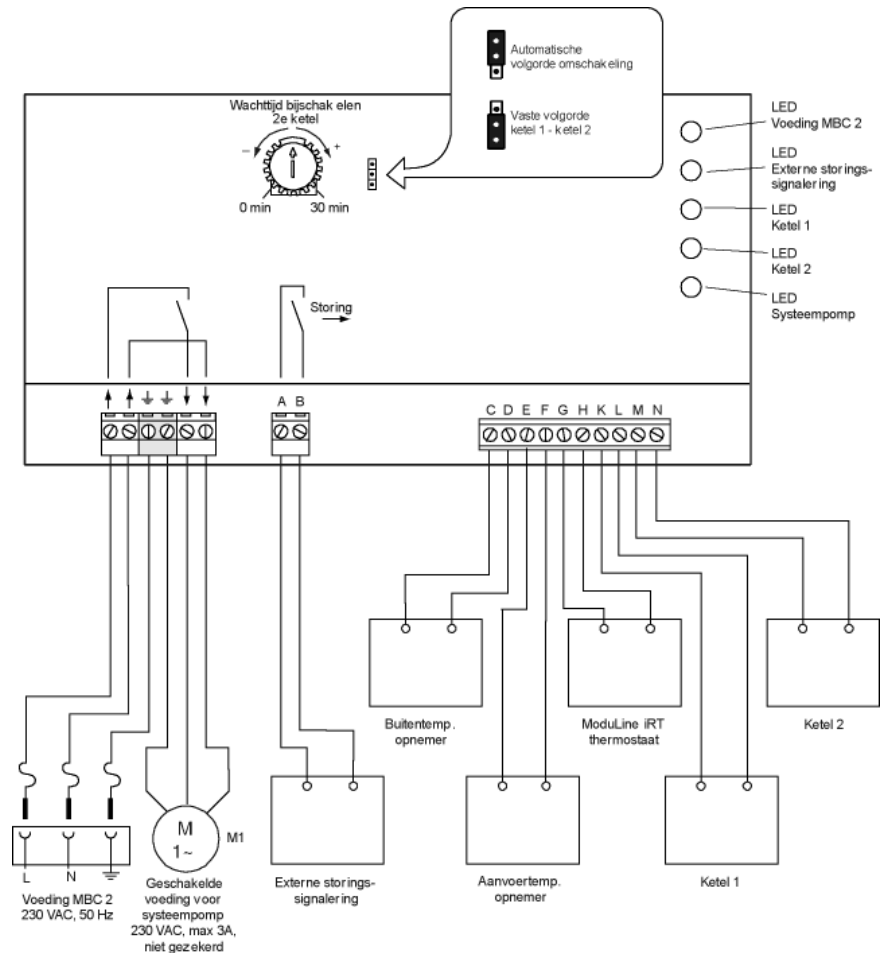 Automatische
volgorde omschakeling
Vaste volgorde
ketel 1 - ketel 2
Wachttijd bijschak elen
2e ketel
– +
0 min 30 min
LED
Voeding MBC 2
LED
Externe storings-
signalering
LED
Ketel 1
LED
Ketel 2
LED
Systeempomp
Storing
A B
C D E F G H K L M N
Buitentemp.
opnemer
ModuLine iRT
thermostaat
Ketel 2
M
1~
M1
L N
Voeding MBC 2
230 VAC, 50 Hz
Geschakelde
voeding voor
systeempomp
230 VAC, max 3A,
niet gezekerd
Externe storings-
signalering
Aanvoertemp.
opnemer
Ketel 1